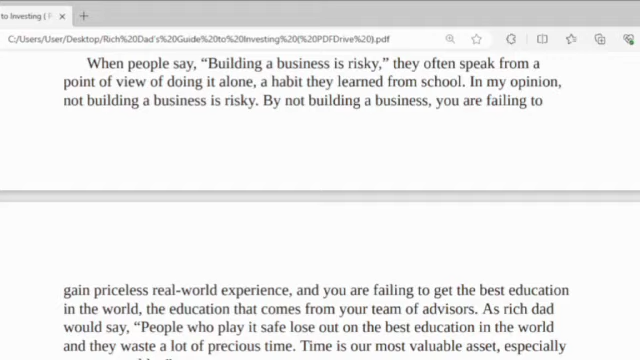 to Investing ( P
C:/Users/User/Desktop/Rich%20Dad's%20Guide%20to%20Investing%20(%20PDFDrive%20).pdf
When people say, “Building a business is risky,” they often speak from a
point of view of doing it alone, a habit they learned from school. In my opinion,
not building a business is risky. By not building a business, you are failing to
gain priceless real-world experience, and you are failing to get the best education
in the world, the education that comes from your team of advisors. As rich dad
would say, “People who play it safe lose out on the best education in the world
and they waste a lot of precious time. Time is our most valuable asset, especially